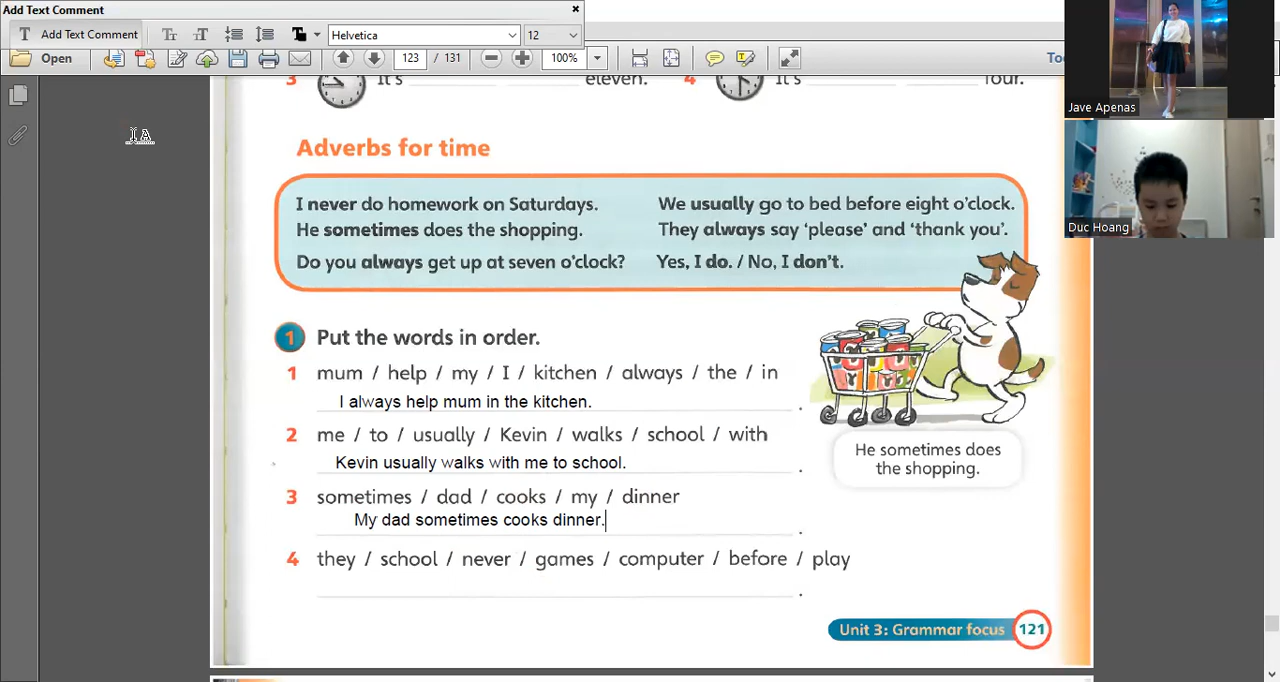 Add Text Comment
Add Text Comment
Helvetica
12
Open
123 / 131
100%
3 It's eleven. 4 It's four.
Adverbs for time
I never do homework on Saturdays. We usually go to bed before eight o'clock.
He sometimes does the shopping. They always say 'please' and 'thank you'.
Do you always get up at seven o'clock? Yes, I do. / No, I don't.
1 Put the words in order.
1 mum / help / my / I / kitchen / always / the / in
I always help mum in the kitchen. .
2 me / to / usually / Kevin / walks / school / with
Kevin usually walks with me to school. .
3 sometimes / dad / cooks / my / dinner
My dad sometimes cooks dinner. .
4 they / school / never / games / computer / before / play
.
He sometimes does
the shopping.
Unit 3: Grammar focus 121
Jave Apenas
Duc Hoang